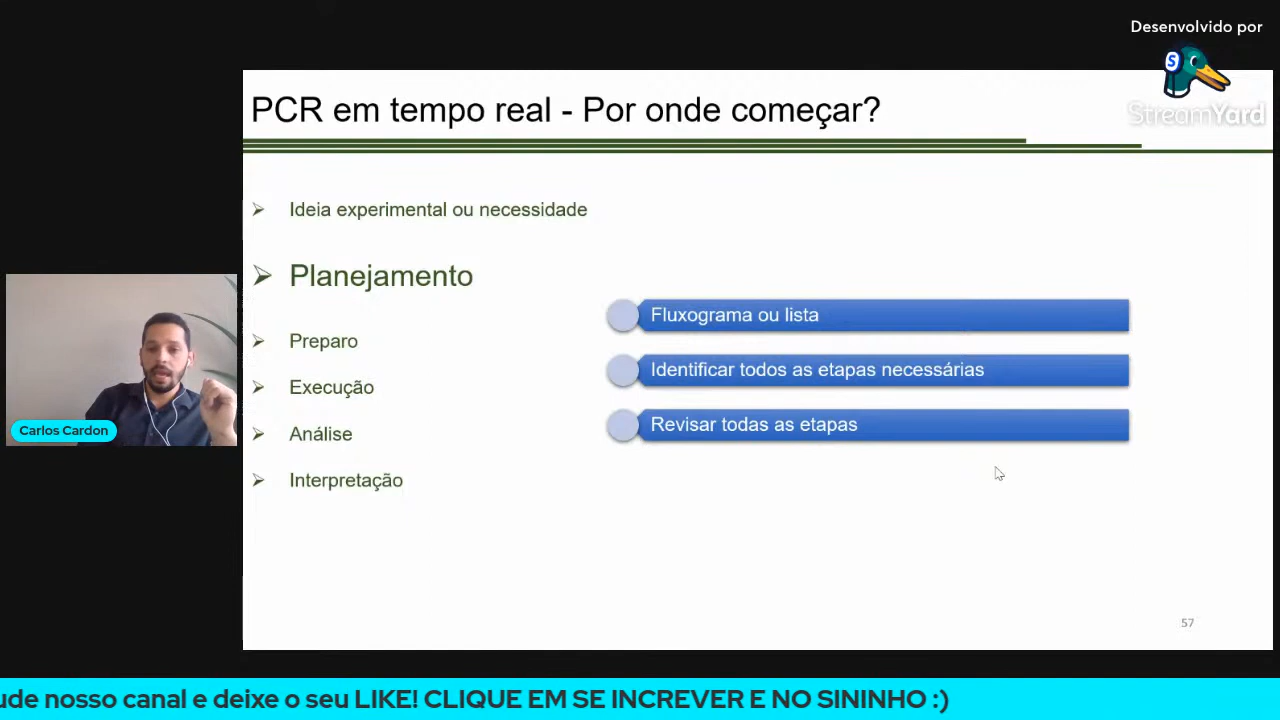 Desenvolvido por
StreamYard
PCR em tempo real - Por onde começar?
Ideia experimental ou necessidade
Planejamento
Preparo
Execução
Análise
Interpretação
Fluxograma ou lista
Identificar todos as etapas necessárias
Revisar todas as etapas
Carlos Cardon
57
ude nosso canal e deixe o seu LIKE! CLIQUE EM SE INCREVER E NO SININHO :)